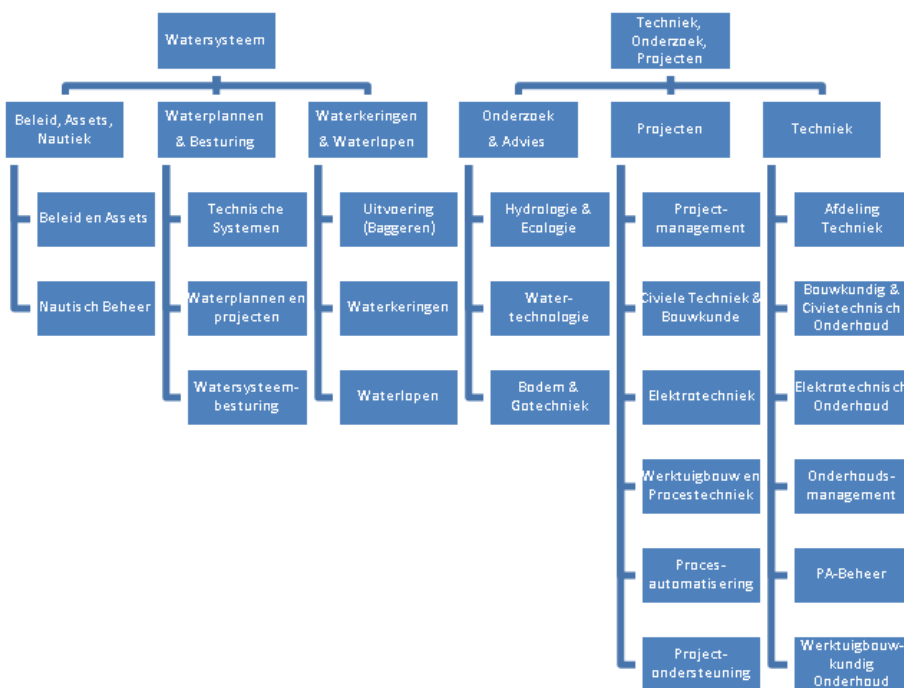 Watersysteem
Techniek,
Onderzoek,
Projecten
Beleid, Assets,
Nautiek
Waterplannen
& Besturing
Waterkeringen
& Waterlopen
Onderzoek
& Advies
Projecten
Techniek
Beleid en Assets
Nautisch Beheer
Technische
Systemen
Waterplannen en
projecten
Watersysteem-
besturing
Uitvoering
(Baggeren)
Waterkeringen
Waterlopen
Hydrologie &
Ecologie
Water-
technologie
Bodem &
Gotechniek
Project-
management
Civiele Techniek &
Bouwkunde
Elektrotechniek
Werktuigbouw en
Procestechniek
Proces-
automatisering
Project-
ondersteuning
Afdeling
Techniek
Bouwkundig &
Civietechnisch
Onderhoud
Elektrotechnisch
Onderhoud
Onderhouds-
management
PA-Beheer
Werktuigbouw-
kundig
Onderhoud